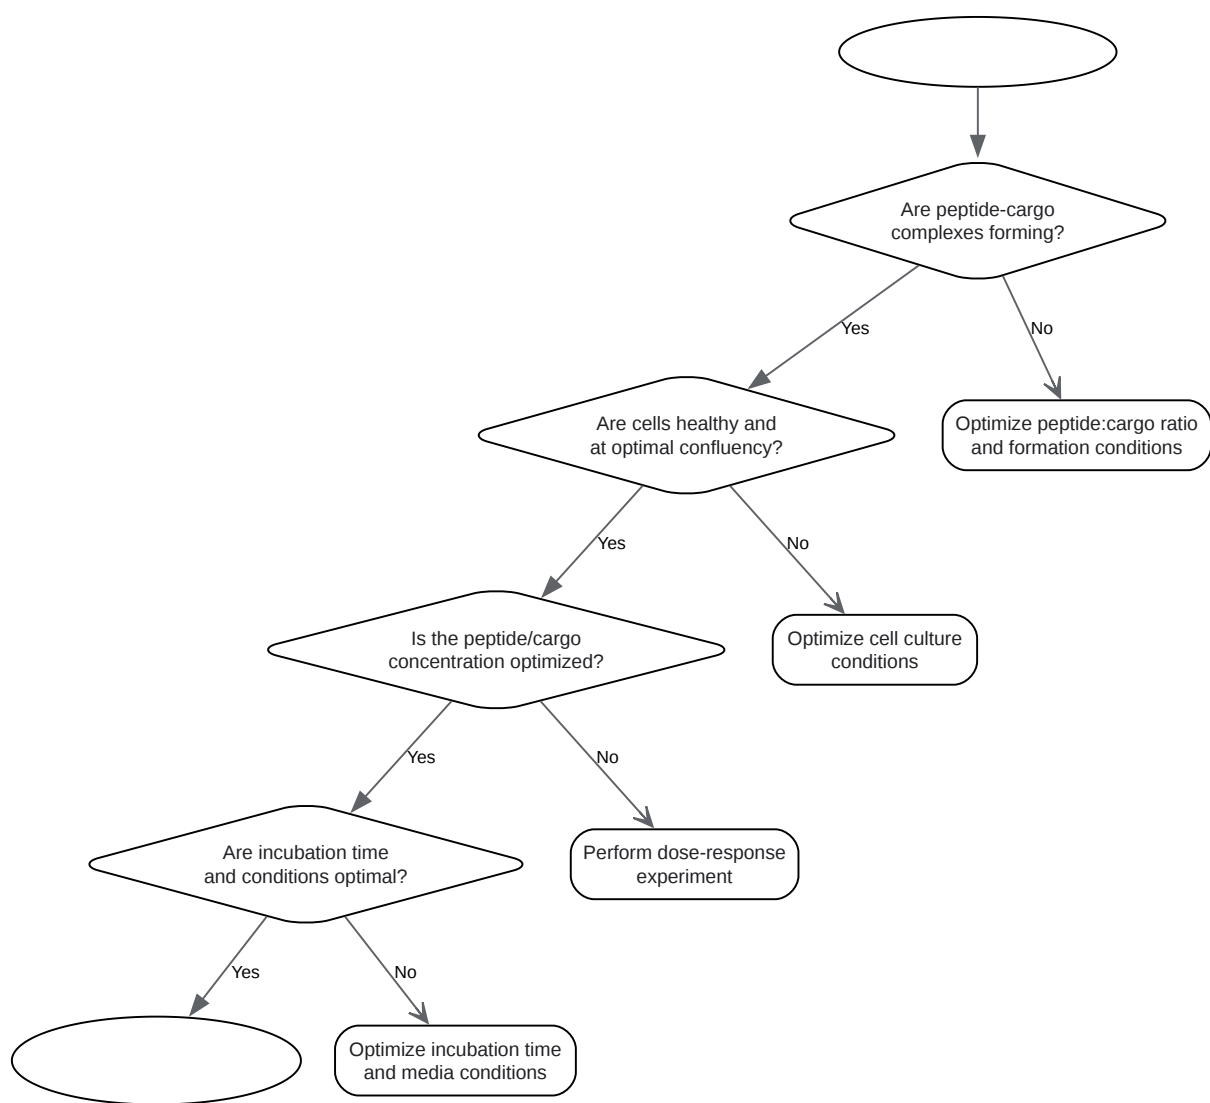 Are peptide-cargo
complexes forming?
Yes
No
Are cells healthy and
at optimal confluency?
Optimize peptide:cargo ratio
and formation conditions
Yes
No
Is the peptide/cargo
concentration optimized?
Optimize cell culture
conditions
Yes
No
Are incubation time
and conditions optimal?
Perform dose-response
experiment
Yes
No
Optimize incubation time
and media conditions